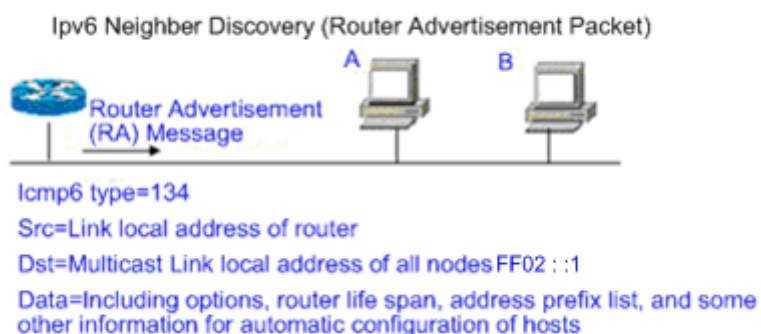 Ipv6 Neighber Discovery (Router Advertisement Packet)
A
B
Router Advertisement
(RA) Message
Icmp6 type=134
Src=Link local address of router
Dst=Multicast Link local address of all nodes FF02 : :1
Data=Including options, router life span, address prefix list, and some
other information for automatic configuration of hosts